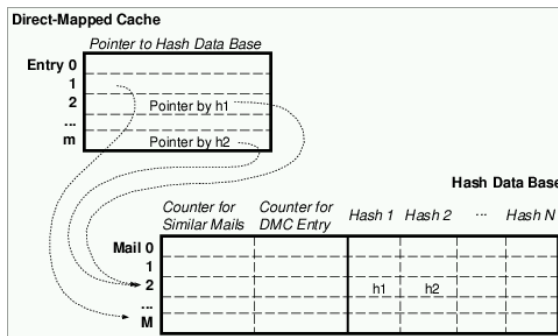 Direct-Mapped Cache
Pointer to Hash Data Base
Entry 0
1
2 Pointer by h1
...
m Pointer by h2
Hash Data Base
Counter for Similar Mails Counter for DMC Entry Hash 1 Hash 2 ... Hash N
Mail 0
1
2 h1 h2
...
M